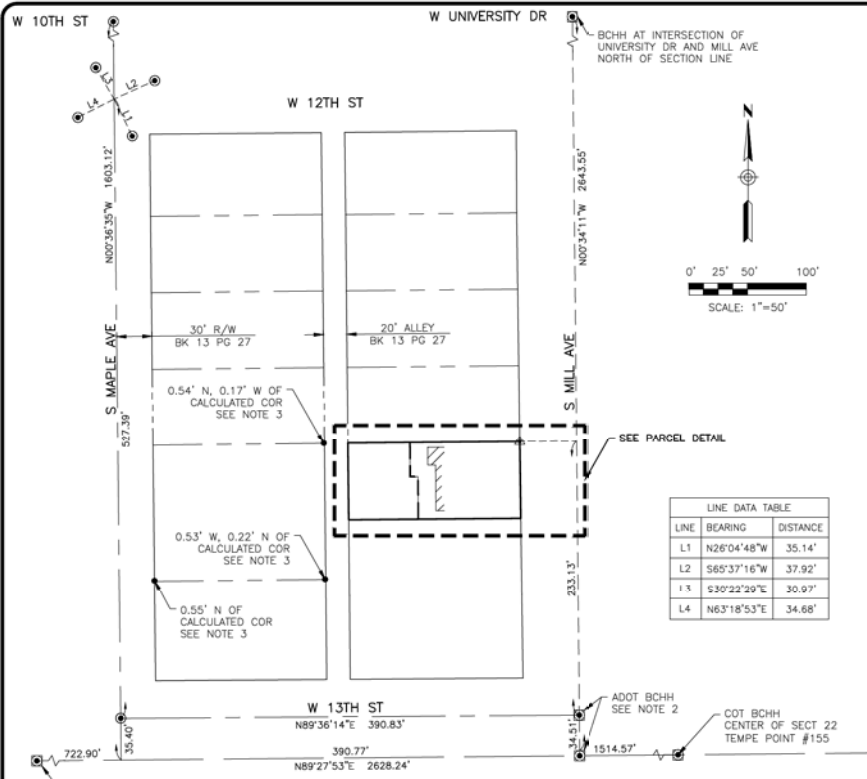 W 10TH ST
W UNIVERSITY DR
BCHH AT INTERSECTION OF
UNIVERSITY DR AND MILL AVE
NORTH OF SECTION LINE
L3
L2
L4
L1
W 12TH ST
N
N00°36'35"W 1603.12'
N00°34'11"W 2643.55'
0' 25' 50' 100'
SCALE: 1"=50'
30' R/W
BK 13 PG 27
20' ALLEY
BK 13 PG 27
S MAPLE AVE
S MILL AVE
527.39'
0.54' N, 0.17' W OF
CALCULATED COR
SEE NOTE 3
SEE PARCEL DETAIL
LINE DATA TABLE
LINE BEARING DISTANCE
L1 N26°04'48"W 35.14'
L2 S65°37'16"W 37.92'
L3 S30°22'29"E 30.97'
L4 N63°18'53"E 34.68'
0.53' W, 0.22' N OF
CALCULATED COR
SEE NOTE 3
233.13'
0.55' N OF
CALCULATED COR
SEE NOTE 3
W 13TH ST
N89°36'14"E 390.83'
ADOT BCHH
SEE NOTE 2
COT BCHH
CENTER OF SECT 22
TEMPE POINT #155
35.40'
34.51'
722.90'
390.77'
1514.57'
N89°27'53"E 2628.24'